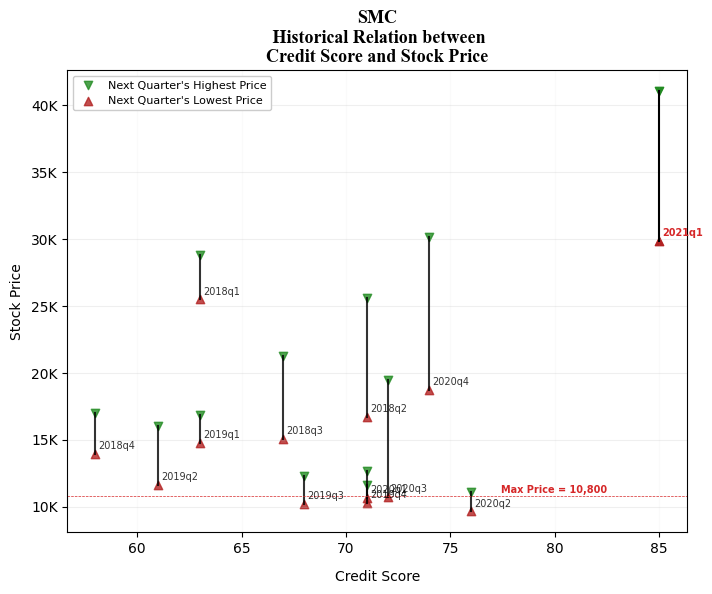 SMC
Historical Relation between
Credit Score and Stock Price
Next Quarter's Highest Price
Next Quarter's Lowest Price
40K
35K
30K
25K
20K
15K
10K
Stock Price
2021q1
2018q1
2020q4
2018q2
2018q3
2019q1
2018q4
2019q2
2020q3
2019q4
2019q3
2020q2
Max Price = 10,800
60
65
70
75
80
85
Credit Score